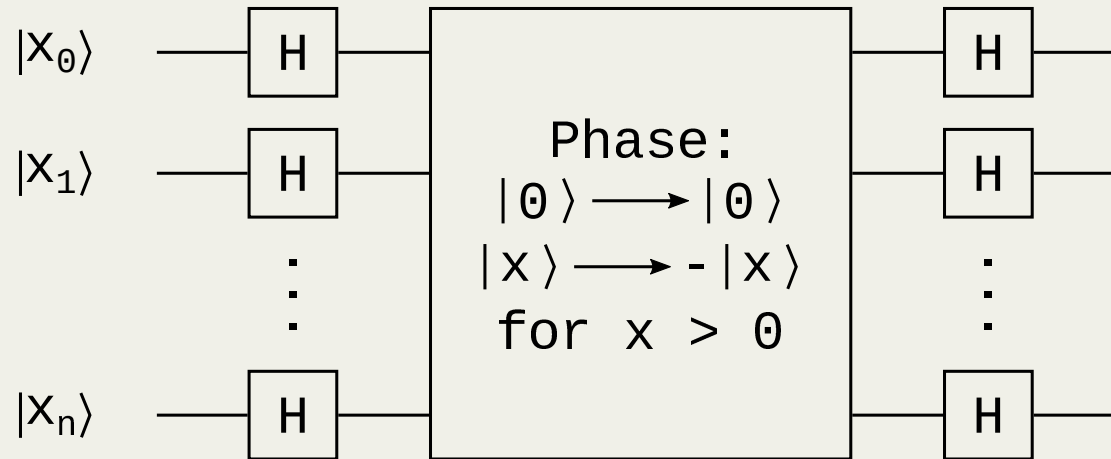 |x₀⟩ H H
|x₁⟩ H H
Phase:
|0⟩ ⟶ |0⟩
|x⟩ ⟶ -|x⟩
for x > 0
|xₙ⟩ H H